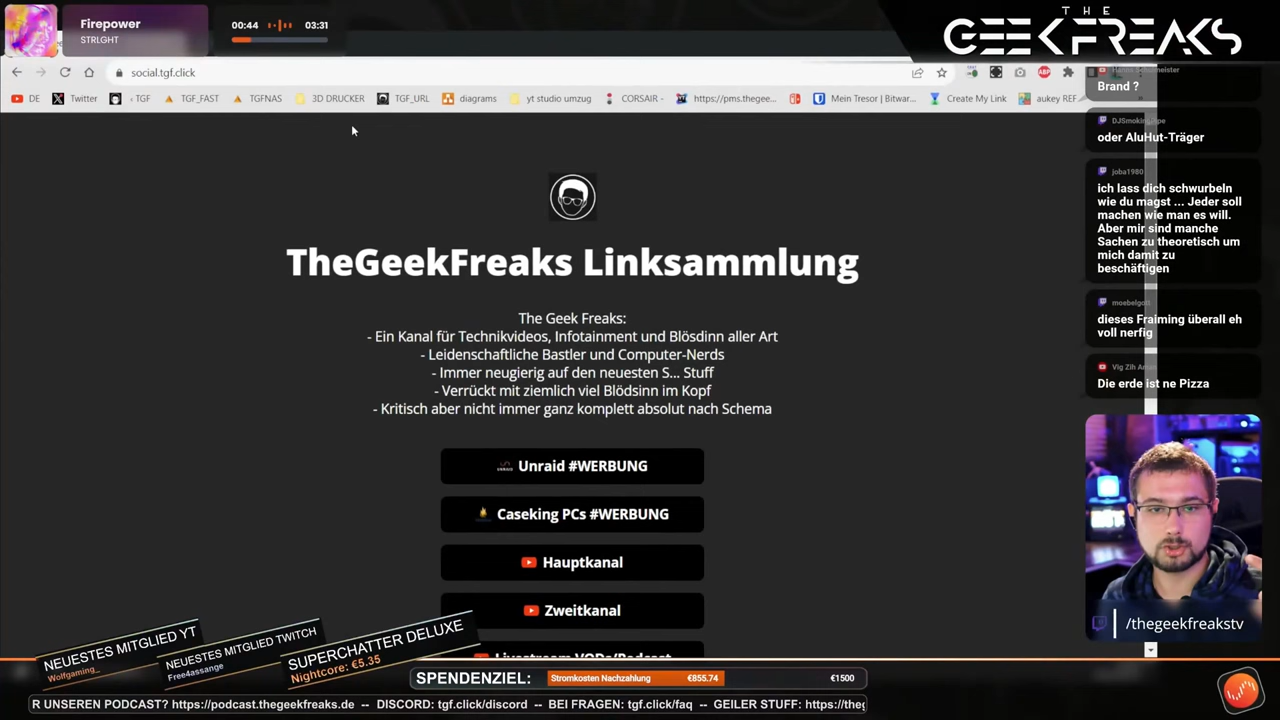 Firepower
STRLGHT
00:44
03:31
THE
GEEKFREAKS
social.tgf.click
DE
Twitter
TGF
TGF_FAST
TGFNAS
3D DRUCKER
TGF_URL
diagrams
yt studio umzug
CORSAIR -
https://pms.thegee...
Mein Tresor | Bitwar...
Create My Link
aukey REF
TheGeekFreaks Linksammlung
The Geek Freaks:
- Ein Kanal für Technikvideos, Infotainment und Blösdinn aller Art
- Leidenschaftliche Bastler und Computer-Nerds
- Immer neugierig auf den neuesten S... Stuff
- Verrückt mit ziemlich viel Blödsinn im Kopf
- Kritisch aber nicht immer ganz komplett absolut nach Schema
Unraid #WERBUNG
Caseking PCs #WERBUNG
Hauptkanal
Zweitkanal
Livestream VODs/Podcast
Brand ?
oder AluHut-Träger
joba1980
ich lass dich schwurbeln
wie du magst ... Jeder soll
machen wie man es will.
Aber mir sind manche
Sachen zu theoretisch um
mich damit zu
beschäftigen
moebelgott
dieses Fraiming überall eh
voll nerfig
Die erde ist ne Pizza
/thegeekfreakstv
NEUESTES MITGLIED YT
Wolfgaming_
NEUESTES MITGLIED TWITCH
Free4assange
SUPERCHATTER DELUXE
Nightcore: €5.35
SPENDENZIEL:
Stromkosten Nachzahlung
€855.74
€1500
R UNSEREN PODCAST? https://podcast.thegeekfreaks.de -- DISCORD: tgf.click/discord -- BEI FRAGEN: tgf.click/faq -- GEILER STUFF: https://theg